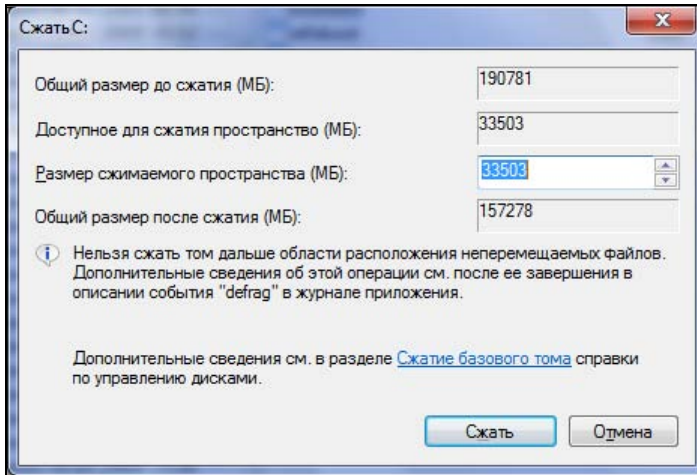 Сжать C:
Общий размер до сжатия (МБ): 190781
Доступное для сжатия пространство (МБ): 33503
Размер сжимаемого пространства (МБ): 33503
Общий размер после сжатия (МБ): 157278
Нельзя сжать том дальше области расположения неперемещаемых файлов.
Дополнительные сведения об этой операции см. после ее завершения в
описании события "defrag" в журнале приложения.
Дополнительные сведения см. в разделе Сжатие базового тома справки
по управлению дисками.
Сжать Отмена